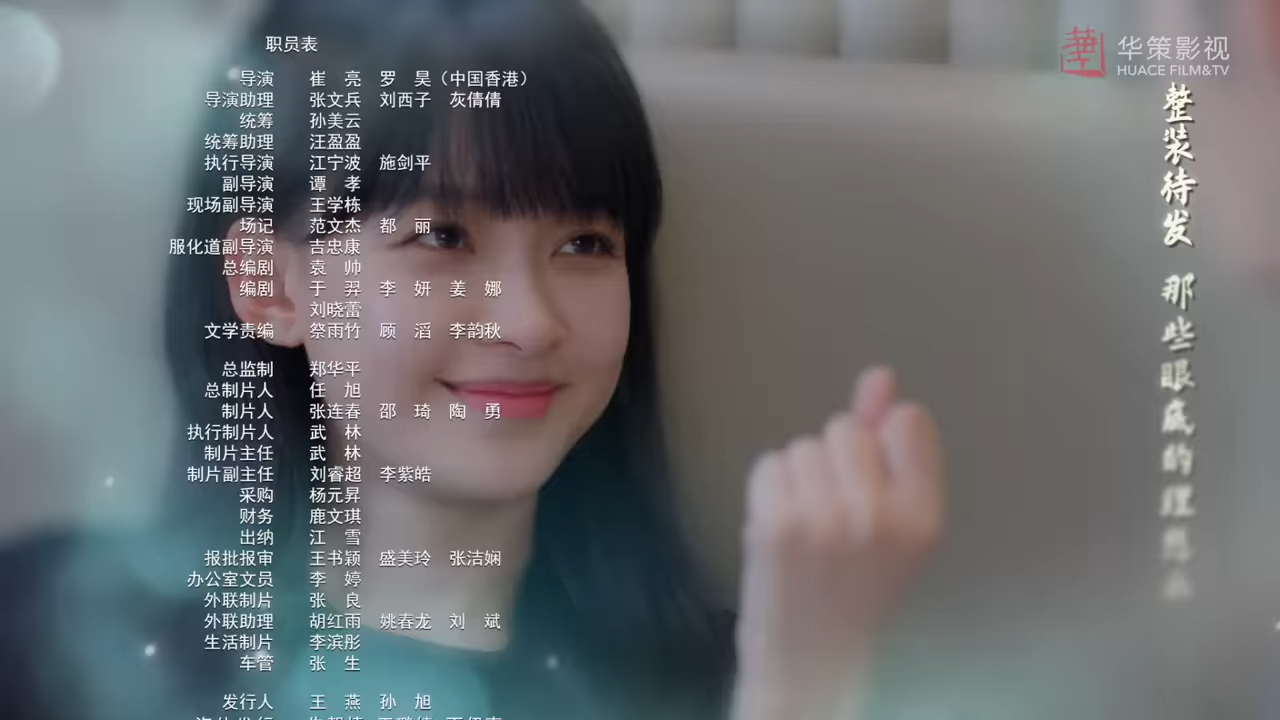 职员表
导演 崔 亮 罗 昊（中国香港）
导演助理 张文兵 刘西子 灰倩倩
统筹 孙美云
统筹助理 汪盈盈
执行导演 江宁波 施剑平
副导演 谭 孝
现场副导演 王学栋
场记 范文杰 都 丽
服化道副导演 吉忠康
总编剧 袁 帅
编剧 于 羿 李 妍 姜 娜
刘晓蕾
文学责编 祭雨竹 顾 滔 李韵秋
总监制 郑华平
总制片人 任 旭
制片人 张连春 邵 琦 陶 勇
执行制片人 武 林
制片主任 武 林
制片副主任 刘睿超 李紫皓
采购 杨元昇
财务 鹿文琪
出纳 江 雪
报批报审 王书颖 盛美玲 张洁娴
办公室文员 李 婷
外联制片 张 良
外联助理 胡红雨 姚春龙 刘 斌
生活制片 李滨彤
车管 张 生
发行人 王 燕 孙 旭
華 华策影视
HUACE FILM&TV
整装待发 那些眼底的理想